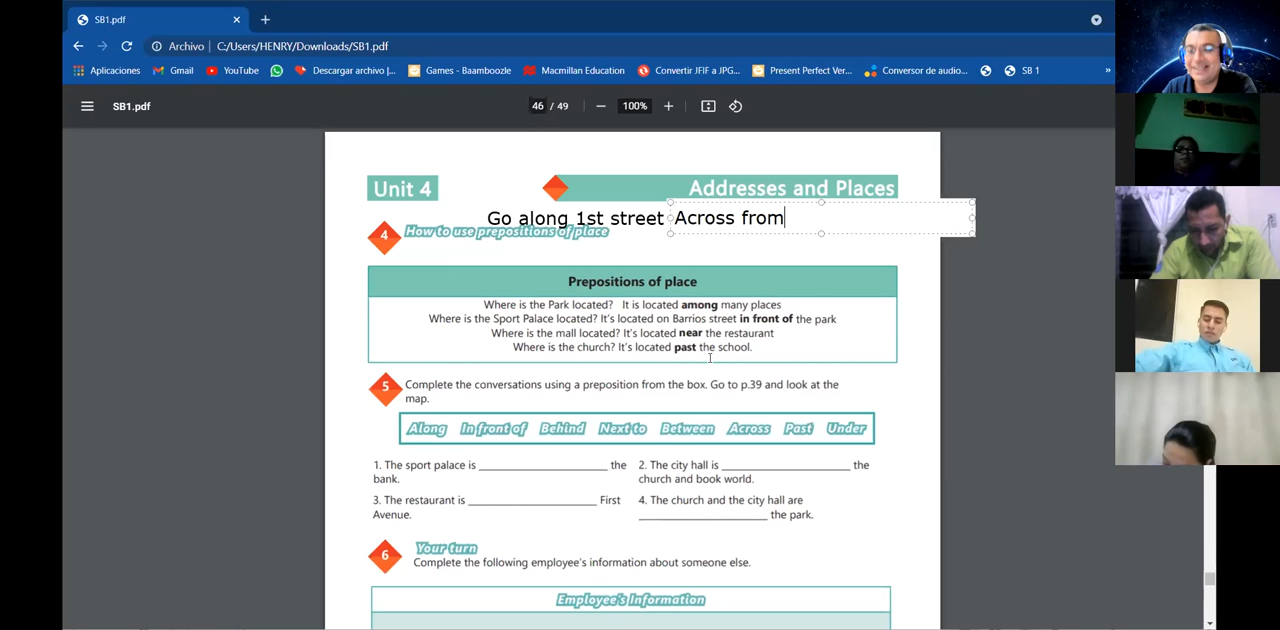 SB1.pdf
Archivo C:/Users/HENRY/Downloads/SB1.pdf
Aplicaciones Gmail YouTube Descargar archivo |... Games - Baamboozle Macmillan Education Convertir JFIF a JPG... Present Perfect Ver... Conversor de audio... SB 1 »
SB1.pdf 46 / 49 100%
Unit 4 Addresses and Places
Go along 1st street Across from
4 How to use prepositions of place
Prepositions of place
Where is the Park located? It is located among many places
Where is the Sport Palace located? It's located on Barrios street in front of the park
Where is the mall located? It's located near the restaurant
Where is the church? It's located past the school.
5 Complete the conversations using a preposition from the box. Go to p.39 and look at the
map.
Along In front of Behind Next to Between Across Past Under
1. The sport palace is ____________________ the
bank.
2. The city hall is ____________________ the
church and book world.
3. The restaurant is ____________________ First
Avenue.
4. The church and the city hall are
____________________ the park.
6 Your turn
Complete the following employee's information about someone else.
Employee's Information